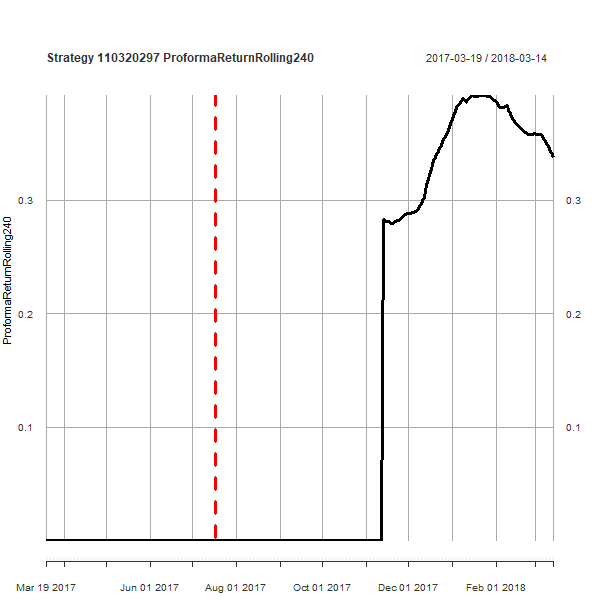 Strategy 110320297 ProformaReturnRolling240
2017-03-19 / 2018-03-14
ProformaReturnRolling240
0.3
0.3
0.2
0.2
0.1
0.1
Mar 19 2017
Jun 01 2017
Aug 01 2017
Oct 01 2017
Dec 01 2017
Feb 01 2018